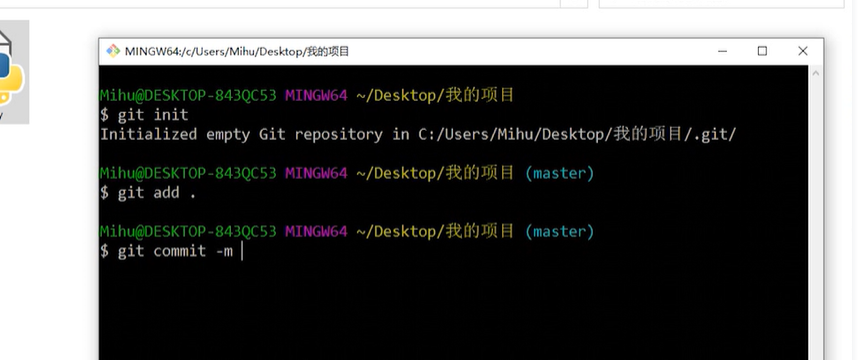 MINGW64:/c/Users/Mihu/Desktop/我的项目
Mihu@DESKTOP-843QC53 MINGW64 ~/Desktop/我的项目
$ git init
Initialized empty Git repository in C:/Users/Mihu/Desktop/我的项目/.git/
Mihu@DESKTOP-843QC53 MINGW64 ~/Desktop/我的项目 (master)
$ git add .
Mihu@DESKTOP-843QC53 MINGW64 ~/Desktop/我的项目 (master)
$ git commit -m